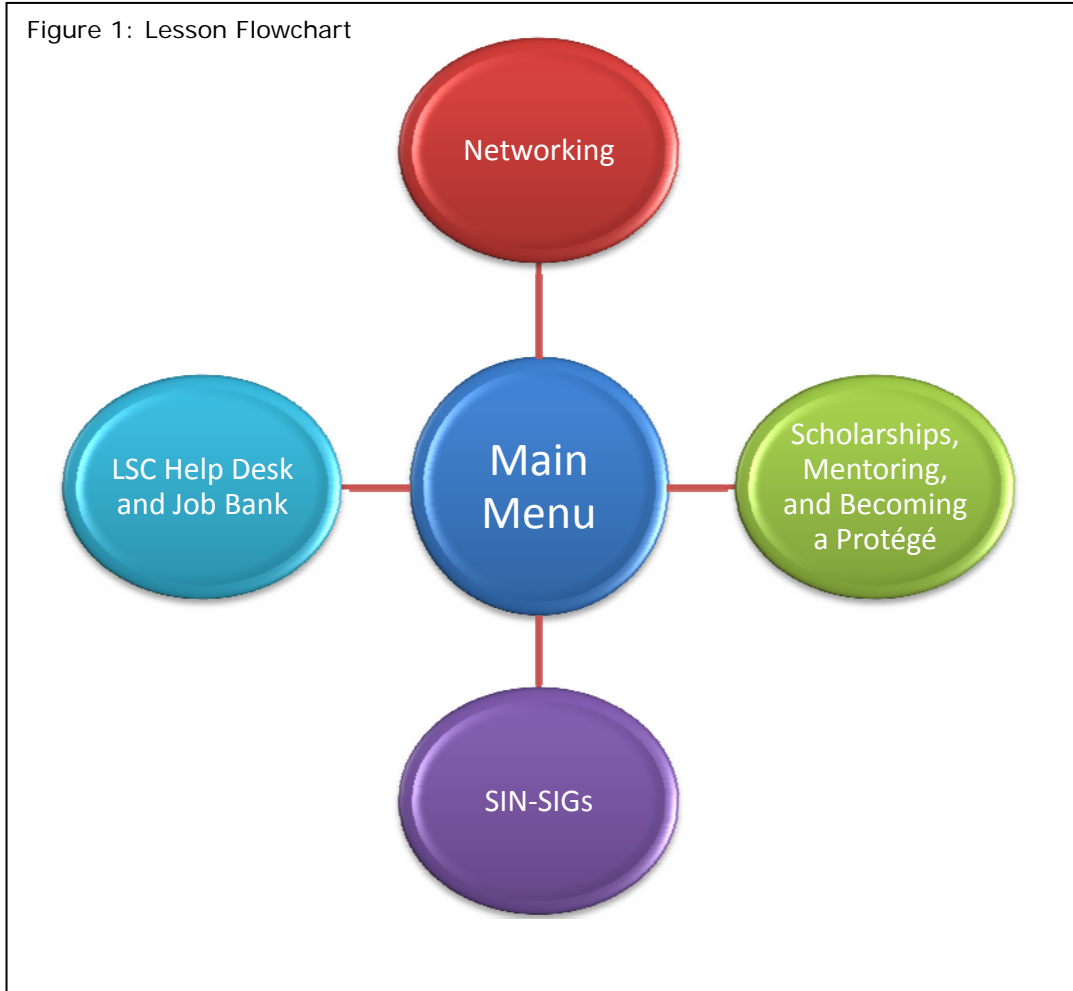 Figure 1: Lesson Flowchart
Networking
LSC Help Desk
and Job Bank
Main
Menu
Scholarships,
Mentoring,
and Becoming
a Protégé
SIN-SIGs